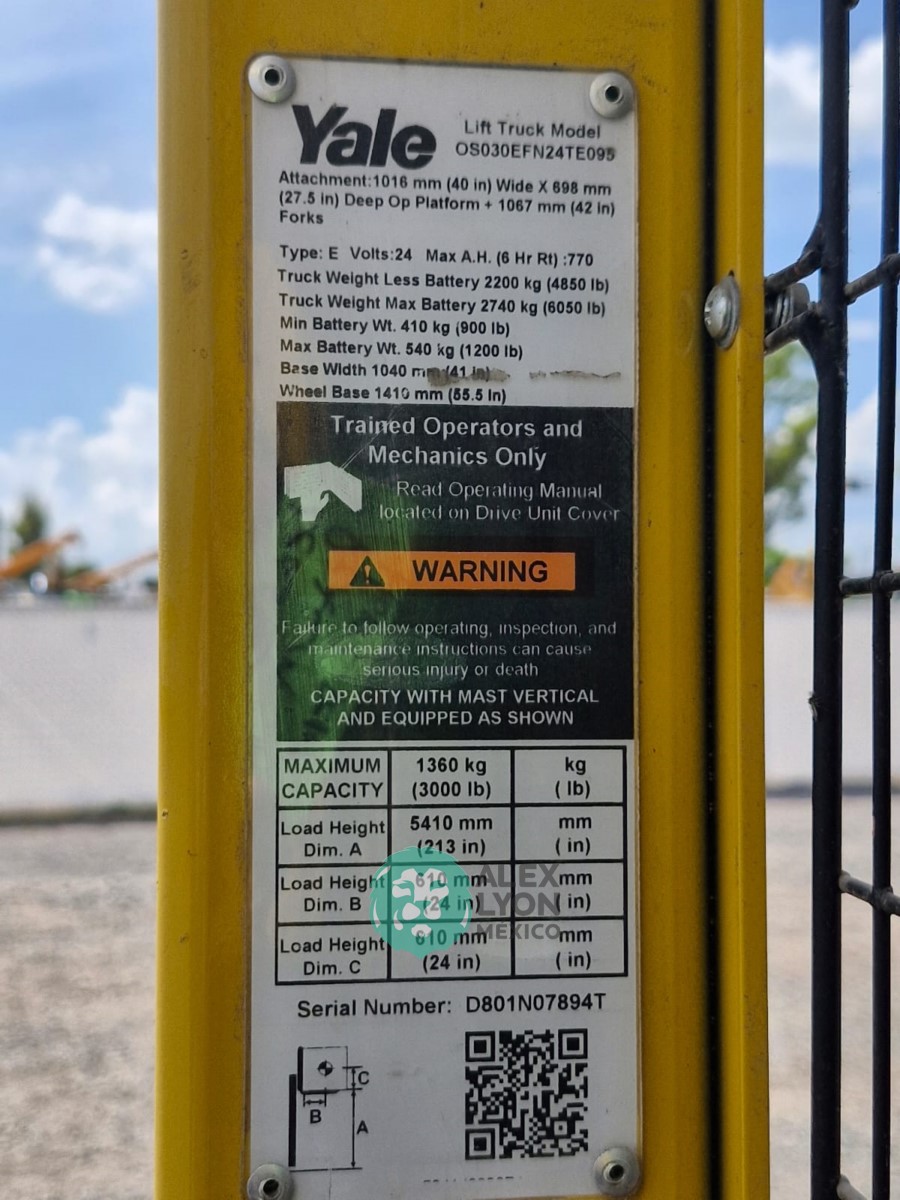 Yale
Lift Truck Model
OS030EFN24TE095
Attachment:1016 mm (40 in) Wide X 698 mm
(27.5 in) Deep Op Platform + 1067 mm (42 in)
Forks
Type: E Volts:24 Max A.H. (6 Hr Rt) :770
Truck Weight Less Battery 2200 kg (4850 lb)
Truck Weight Max Battery 2740 kg (6050 lb)
Min Battery Wt. 410 kg (900 lb)
Max Battery Wt. 540 kg (1200 lb)
Base Width 1040 mm (41 in)
Wheel Base 1410 mm (55.5 in)
Trained Operators and
Mechanics Only
Read Operating Manual
located on Drive Unit Cover
WARNING
Failure to follow operating, inspection, and
maintenance instructions can cause
serious injury or death
CAPACITY WITH MAST VERTICAL
AND EQUIPPED AS SHOWN
MAXIMUM CAPACITY 1360 kg (3000 lb) kg ( lb)
Load Height Dim. A 5410 mm (213 in) mm ( in)
Load Height Dim. B 610 mm (24 in) mm ( in)
Load Height Dim. C 610 mm (24 in) mm ( in)
ALEX
LYON
MEXICO
Serial Number: D801N07894T
C
B
A